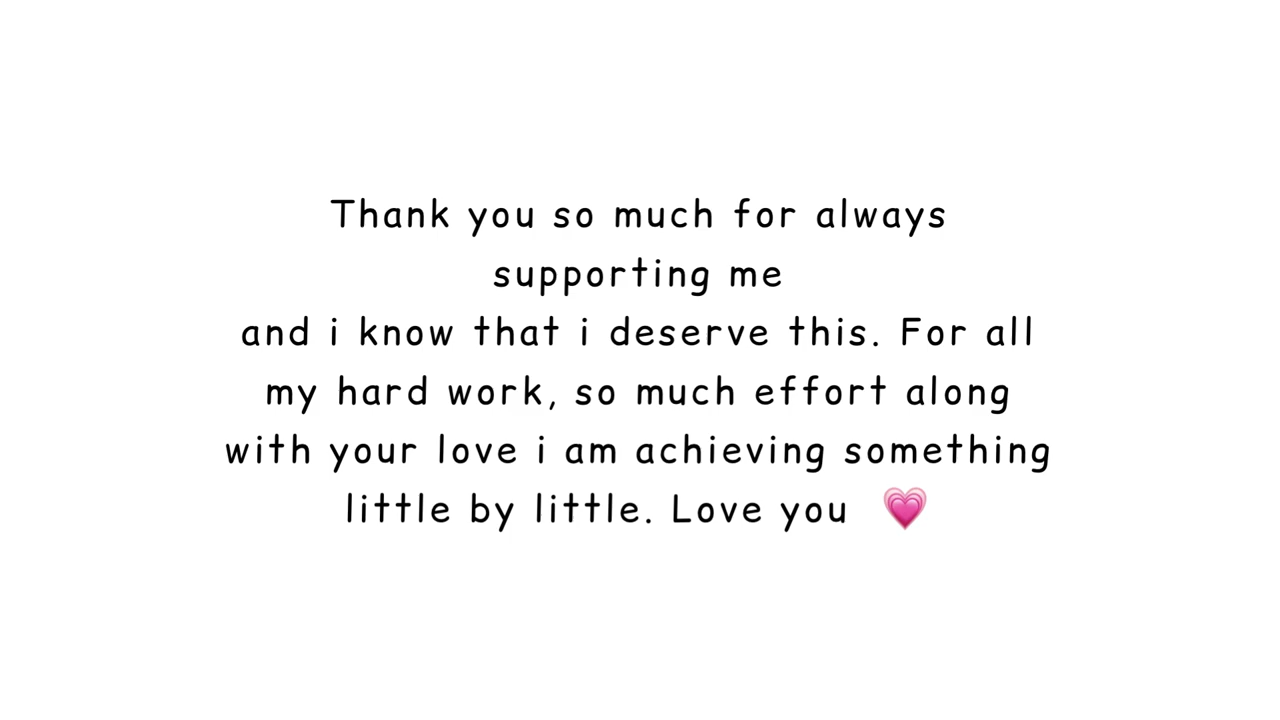 Thank you so much for always
supporting me
and i know that i deserve this. For all
my hard work, so much effort along
with your love i am achieving something
little by little. Love you 💗